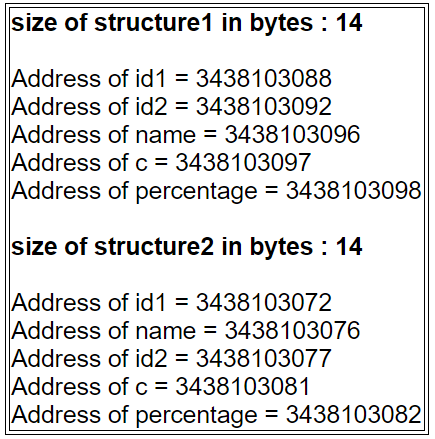 size of structure1 in bytes : 14
Address of id1 = 3438103088
Address of id2 = 3438103092
Address of name = 3438103096
Address of c = 3438103097
Address of percentage = 3438103098
size of structure2 in bytes : 14
Address of id1 = 3438103072
Address of name = 3438103076
Address of id2 = 3438103077
Address of c = 3438103081
Address of percentage = 3438103082